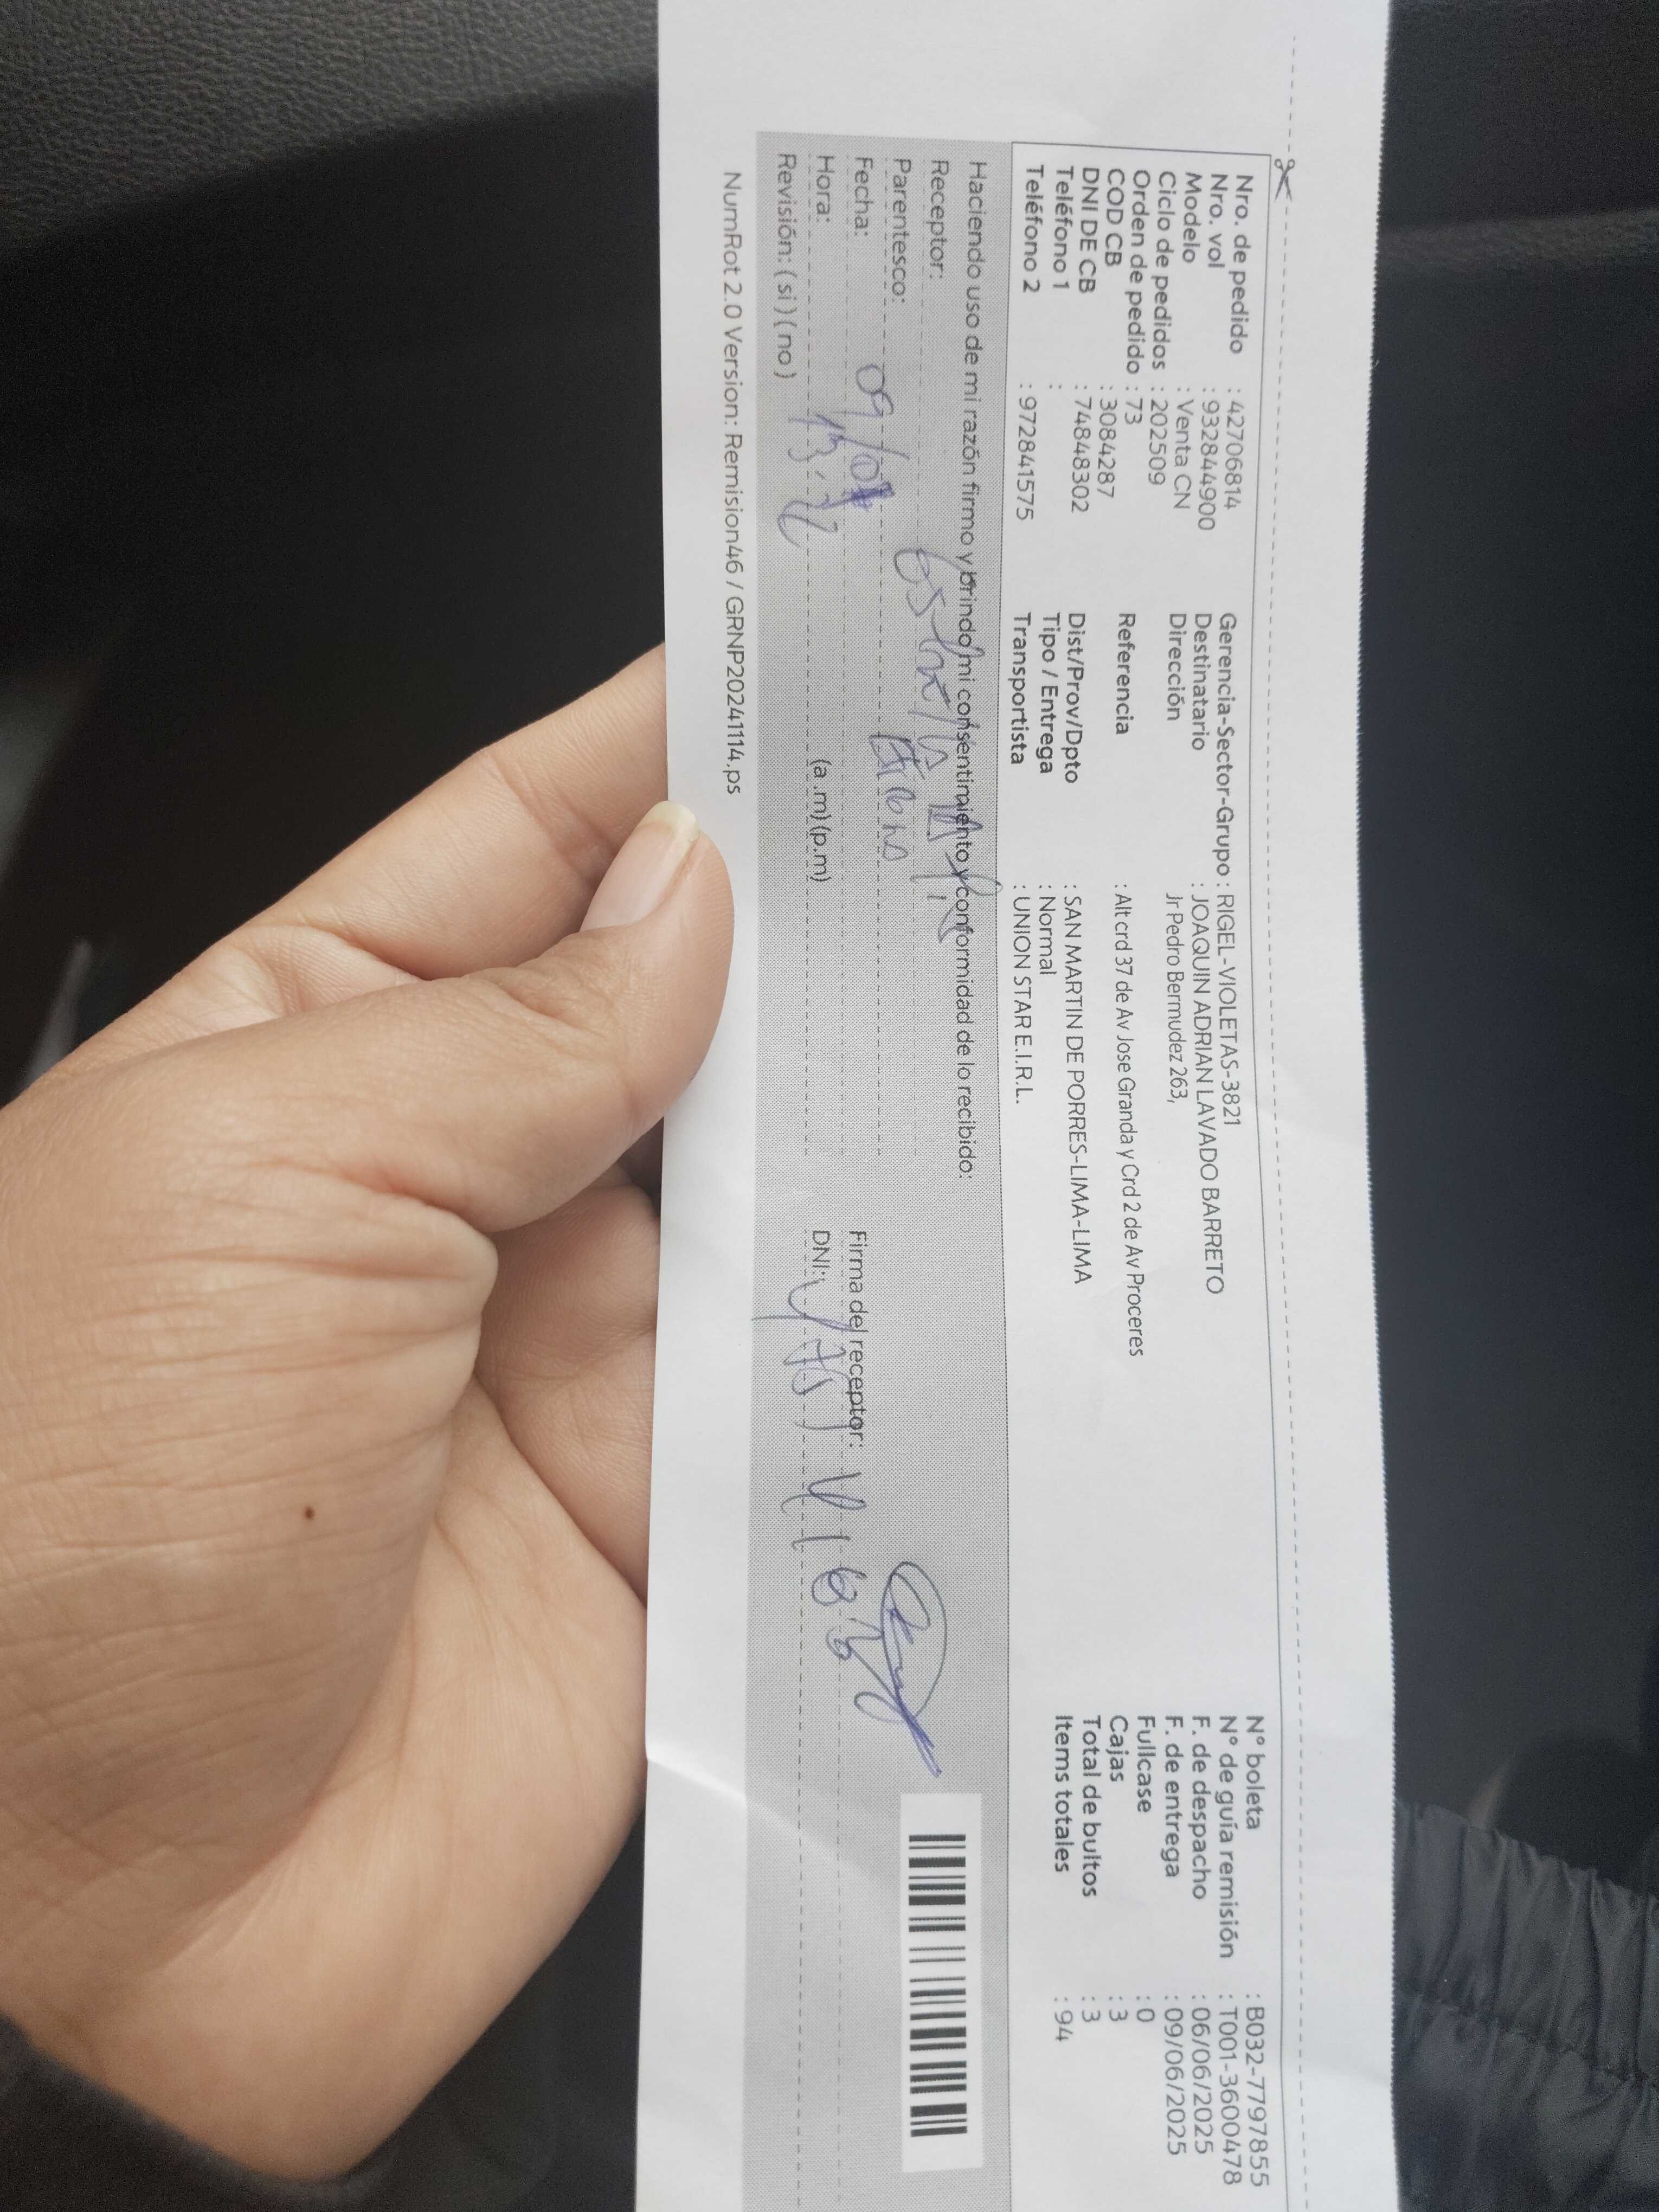 Nro. de pedido : 42706814
Nro. vol : 932844900
Modelo : Venta CN
Ciclo de pedidos : 202509
Orden de pedido : 73
COD CB : 3084287
DNI DE CB : 74848302
Teléfono 1 :
Teléfono 2 : 972841575
Gerencia-Sector-Grupo : RIGEL-VIOLETAS-3821
Destinatario : JOAQUIN ADRIAN LAVADO BARRETO
Dirección Jr Pedro Bermudez 263,
Referencia : Alt crd 37 de Av Jose Granda y Crd 2 de Av Proceres
Dist/Prov/Dpto : SAN MARTIN DE PORRES-LIMA-LIMA
Tipo / Entrega : Normal
Transportista : UNION STAR E.I.R.L.
N° boleta : B032-7797855
N° de guía remisión : T001-3600478
F. de despacho : 06/06/2025
F. de entrega : 09/06/2025
Fullcase : 0
Cajas : 3
Total de bultos : 3
Items totales : 94
Haciendo uso de mi razón firmo y brindo mi consentimiento y conformidad de lo recibido:
Receptor:
Parentesco:
Fecha:
Hora: (a .m) (p.m)
Revisión: ( si ) ( no )
Firma del receptor:
DNI:
NumRot 2.0 Version: Remision46 / GRNP20241114.ps